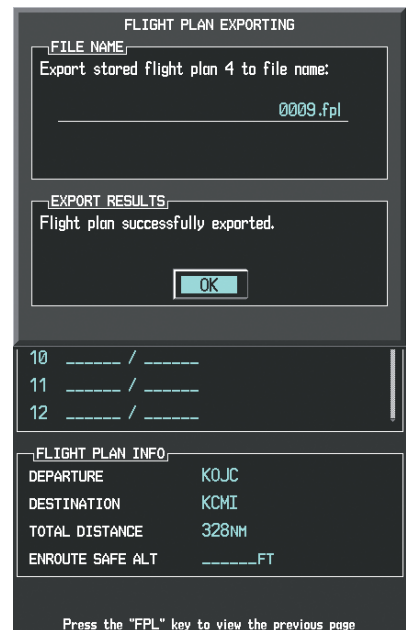 FLIGHT PLAN EXPORTING
FILE NAME
Export stored flight plan 4 to file name:
0009.fpl
EXPORT RESULTS
Flight plan successfully exported.
OK
10 ______ / ______
11 ______ / ______
12 ______ / ______
FLIGHT PLAN INFO
DEPARTURE KOJC
DESTINATION KCMI
TOTAL DISTANCE 328NM
ENROUTE SAFE ALT ______FT
Press the "FPL" key to view the previous page